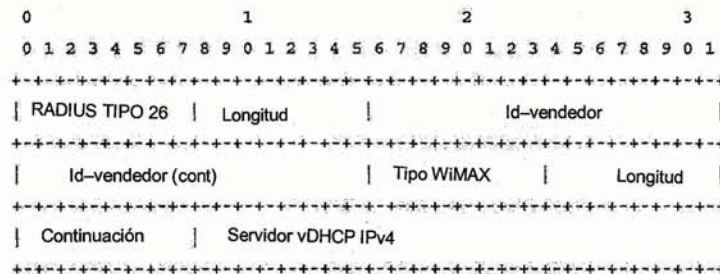 0 1 2 3
0 1 2 3 4 5 6 7 8 9 0 1 2 3 4 5 6 7 8 9 0 1 2 3 4 5 6 7 8 9 0 1
+-+-+-+-+-+-+-+-+-+-+-+-+-+-+-+-+-+-+-+-+-+-+-+-+-+-+-+-+-+-+-+-+
| RADIUS TIPO 26 | Longitud | Id–vendedor |
+-+-+-+-+-+-+-+-+-+-+-+-+-+-+-+-+-+-+-+-+-+-+-+-+-+-+-+-+-+-+-+-+
| Id–vendedor (cont) | Tipo WiMAX | Longitud |
+-+-+-+-+-+-+-+-+-+-+-+-+-+-+-+-+-+-+-+-+-+-+-+-+-+-+-+-+-+-+-+-+
| Continuación | Servidor vDHCP IPv4
+-+-+-+-+-+-+-+-+-+-+-+-+-+-+-+-+-+-+-+-+-+-+-+-+-+-+-+-+-+-+-+-+